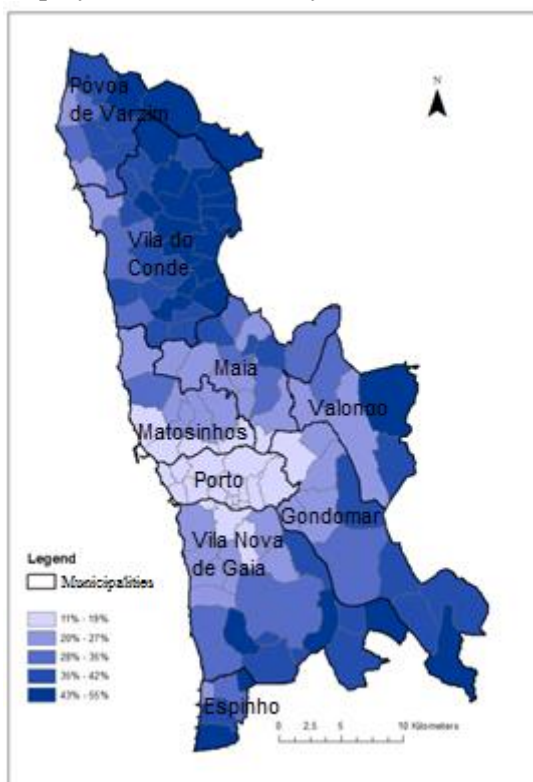 N
Póvoa
de Varzim
Vila do
Conde
Maia
Valongo
Matosinhos
Porto
Gondomar
Vila Nova
de Gaia
Legend
Municipalities
11% - 19%
20% - 27%
28% - 35%
36% - 42%
43% - 55%
Espinho
0 2.5 5 10 Kilometers